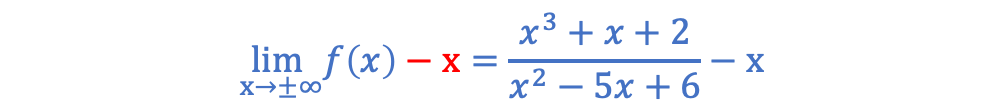 lim x→±∞ f(x) − x = (x³ + x + 2)/(x² − 5x + 6) − x